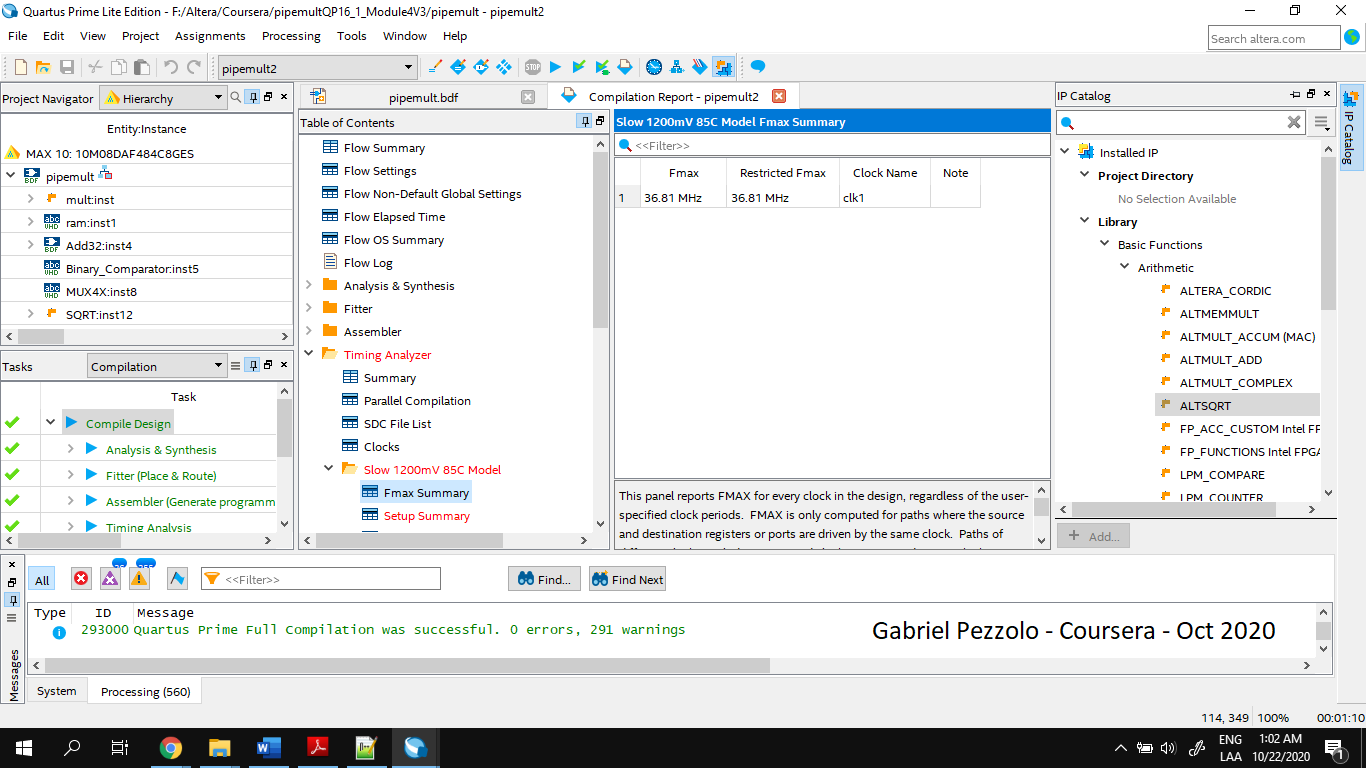 Quartus Prime Lite Edition - F:/Altera/Coursera/pipemultQP16_1_Module4V3/pipemult - pipemult2
File Edit View Project Assignments Processing Tools Window Help
Search altera.com
pipemult2
Project Navigator Hierarchy
Entity:Instance
MAX 10: 10M08DAF484C8GES
pipemult
mult:inst
ram:inst1
Add32:inst4
Binary_Comparator:inst5
MUX4X:inst8
SQRT:inst12
Tasks Compilation
Task
Compile Design
Analysis & Synthesis
Fitter (Place & Route)
Assembler (Generate programm
Timing Analysis
pipemult.bdf
Compilation Report - pipemult2
Table of Contents
Flow Summary
Flow Settings
Flow Non-Default Global Settings
Flow Elapsed Time
Flow OS Summary
Flow Log
Analysis & Synthesis
Fitter
Assembler
Timing Analyzer
Summary
Parallel Compilation
SDC File List
Clocks
Slow 1200mV 85C Model
Fmax Summary
Setup Summary
Slow 1200mV 85C Model Fmax Summary
<<Filter>>
Fmax Restricted Fmax Clock Name Note
1 36.81 MHz 36.81 MHz clk1
This panel reports FMAX for every clock in the design, regardless of the user-
specified clock periods. FMAX is only computed for paths where the source
and destination registers or ports are driven by the same clock. Paths of
IP Catalog
Installed IP
Project Directory
No Selection Available
Library
Basic Functions
Arithmetic
ALTERA_CORDIC
ALTMEMMULT
ALTMULT_ACCUM (MAC)
ALTMULT_ADD
ALTMULT_COMPLEX
ALTSQRT
FP_ACC_CUSTOM Intel FF
FP_FUNCTIONS Intel FPGA
LPM_COMPARE
LPM_COUNTER
+ Add...
IP Catalog
All
<<Filter>>
Find... Find Next
Type ID Message
293000 Quartus Prime Full Compilation was successful. 0 errors, 291 warnings
Gabriel Pezzolo - Coursera - Oct 2020
Messages
System Processing (560)
114, 349 100% 00:01:10
ENG 1:02 AM
LAA 10/22/2020
1